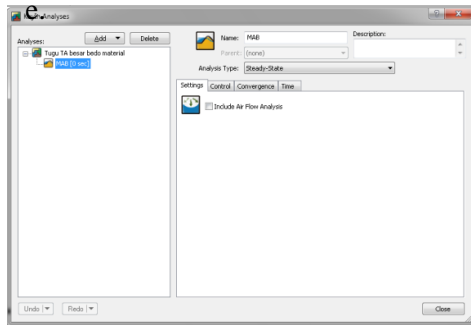 e.
Analyses
Analyses:
Add
Delete
Tugu TA besar bedo material
MAB [0 sec]
Name:
MAB
Description:
Parent:
(none)
Analysis Type:
Steady-State
Settings
Control
Convergence
Time
Include Air Flow Analysis
Undo
Redo
Close